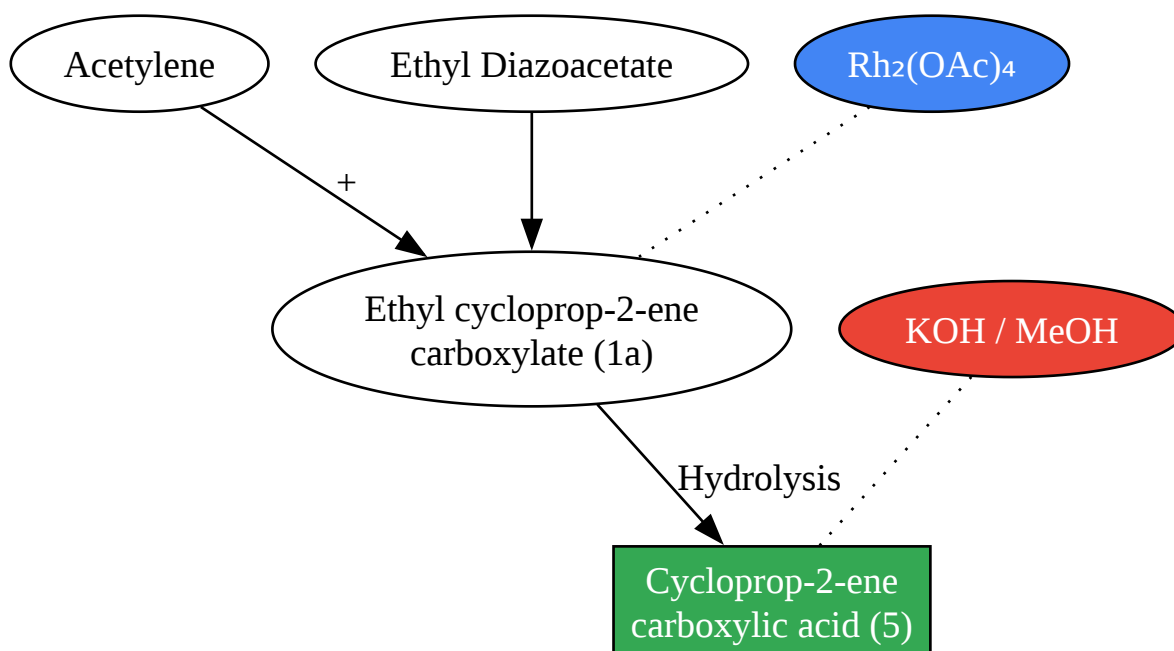 Acetylene
Ethyl Diazoacetate
Rh₂(OAc)₄
+
Ethyl cycloprop-2-ene
carboxylate (1a)
KOH / MeOH
Hydrolysis
Cycloprop-2-ene
carboxylic acid (5)